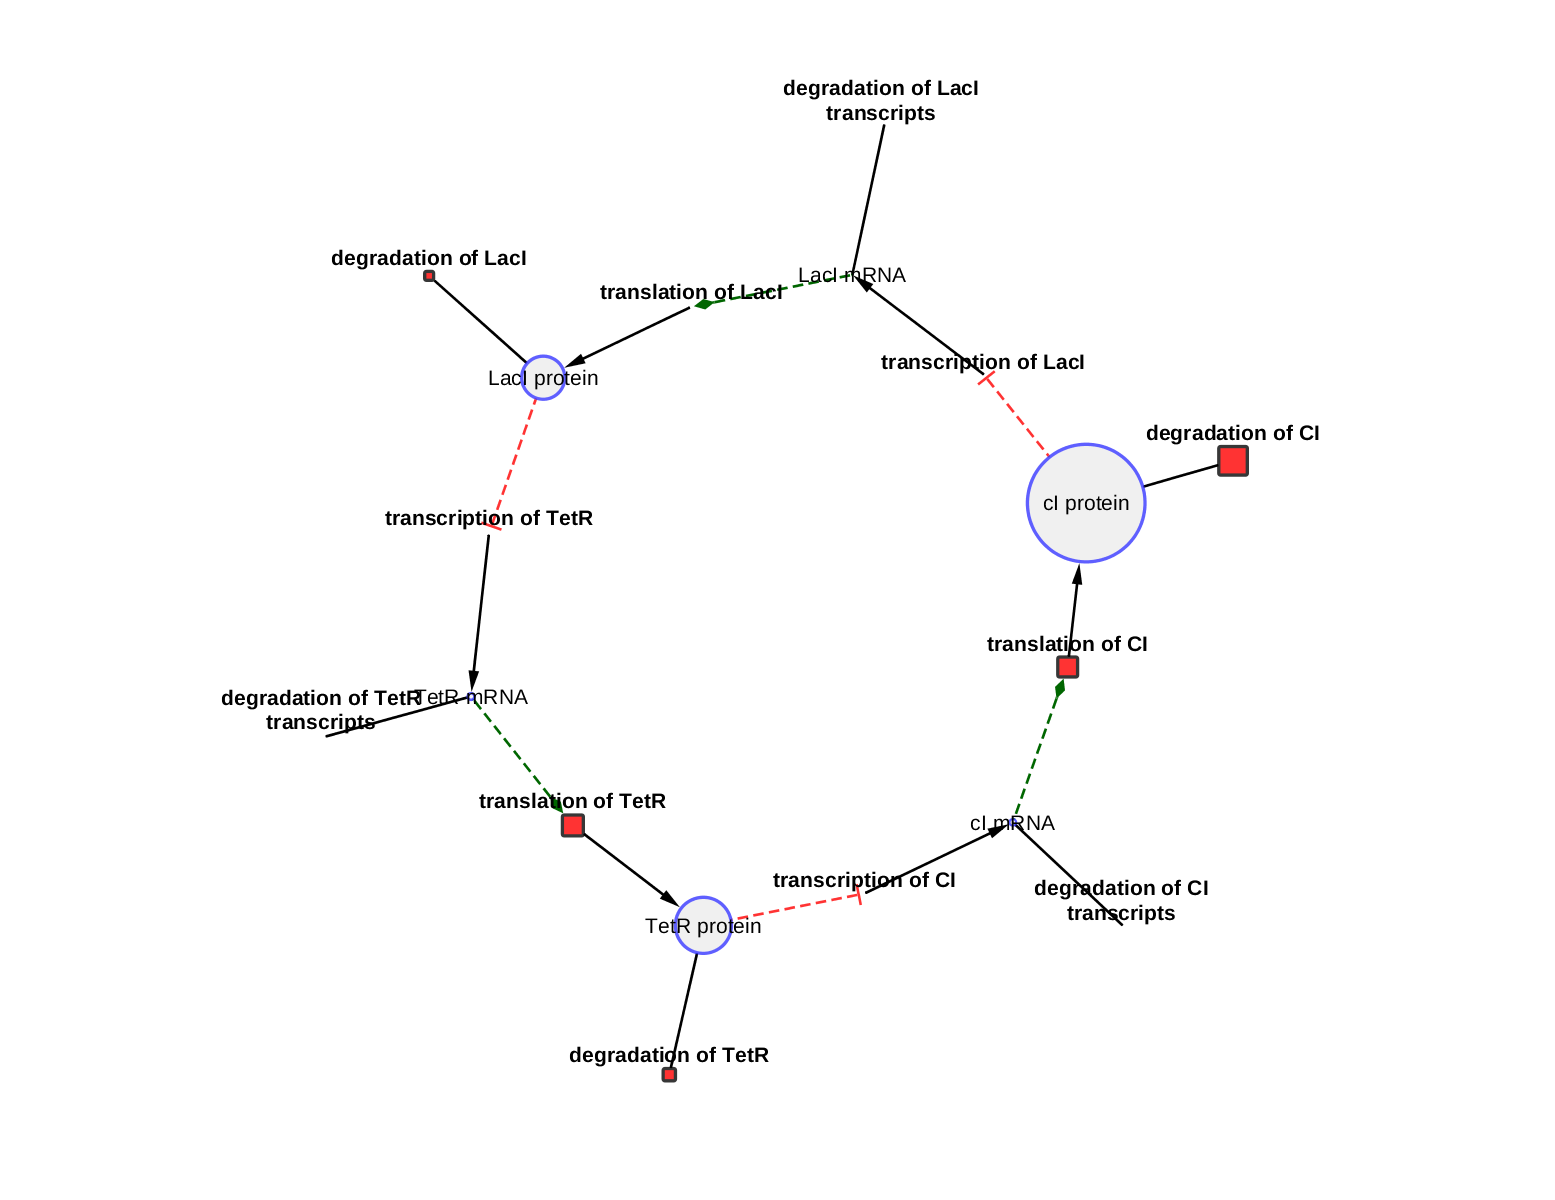 degradation of LacI
transcripts
degradation of LacI
LacI mRNA
translation of LacI
transcription of LacI
LacI protein
degradation of CI
cI protein
transcription of TetR
translation of CI
degradation of TetR
transcripts
TetR mRNA
translation of TetR
cI mRNA
transcription of CI
degradation of CI
transcripts
TetR protein
degradation of TetR